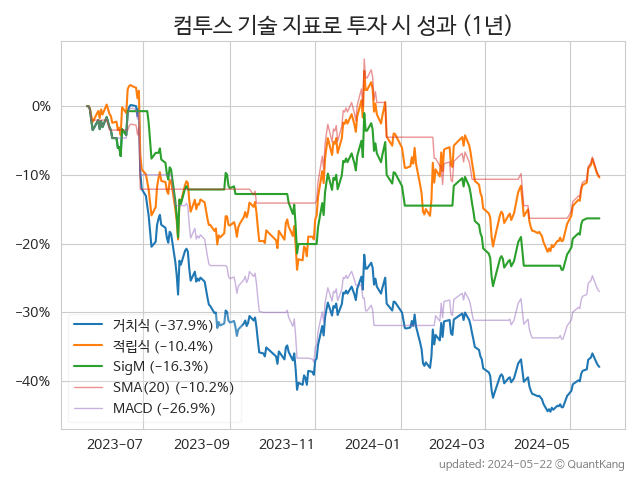 컴투스 기술 지표로 투자 시 성과 (1년)
0%
−10%
−20%
−30%
−40%
거치식 (−37.9%)
적립식 (−10.4%)
SigM (−16.3%)
SMA(20) (−10.2%)
MACD (−26.9%)
2023−07
2023−09
2023−11
2024−01
2024−03
2024−05
updated: 2024-05-22 © QuantKang